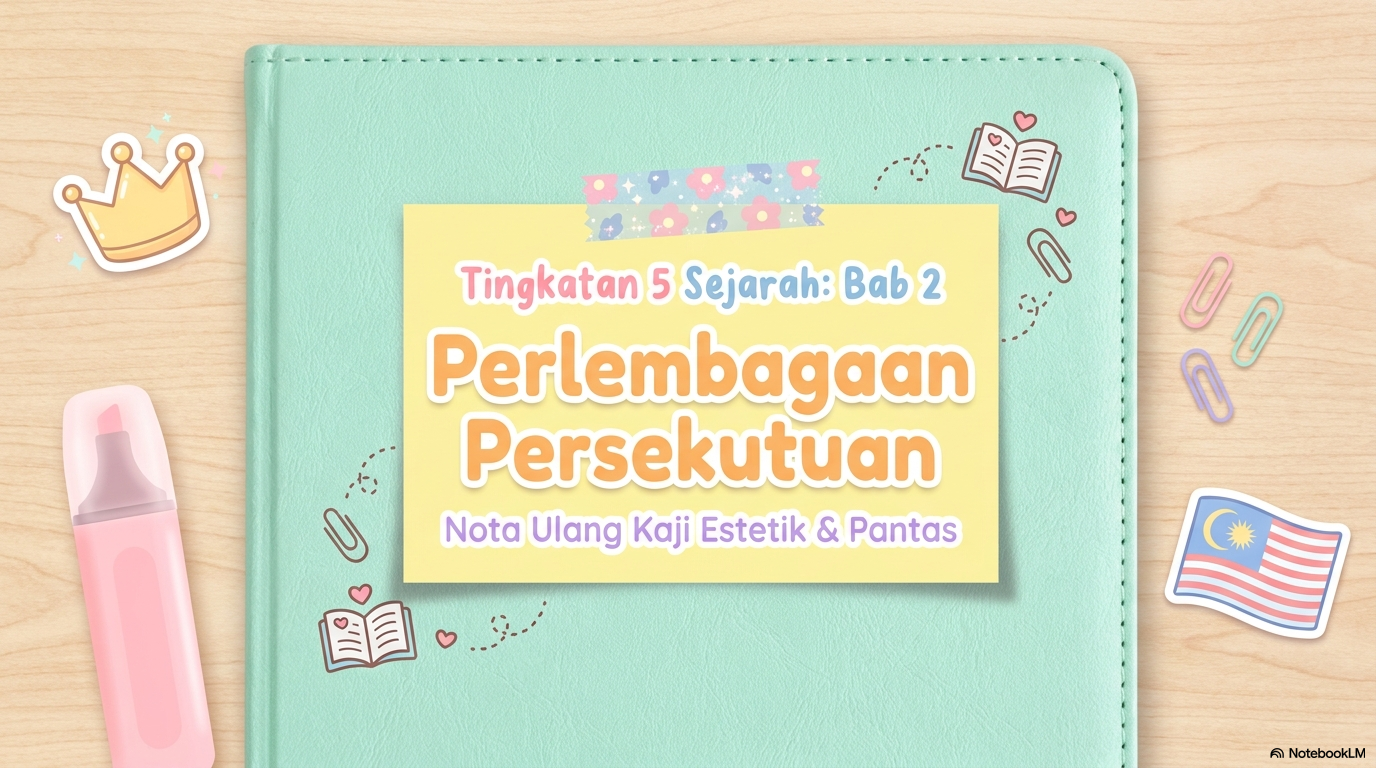 Tingkatan 5 Sejarah: Bab 2
Perlembagaan
Persekutuan
Nota Ulang Kaji Estetik & Pantas
NotebookLM